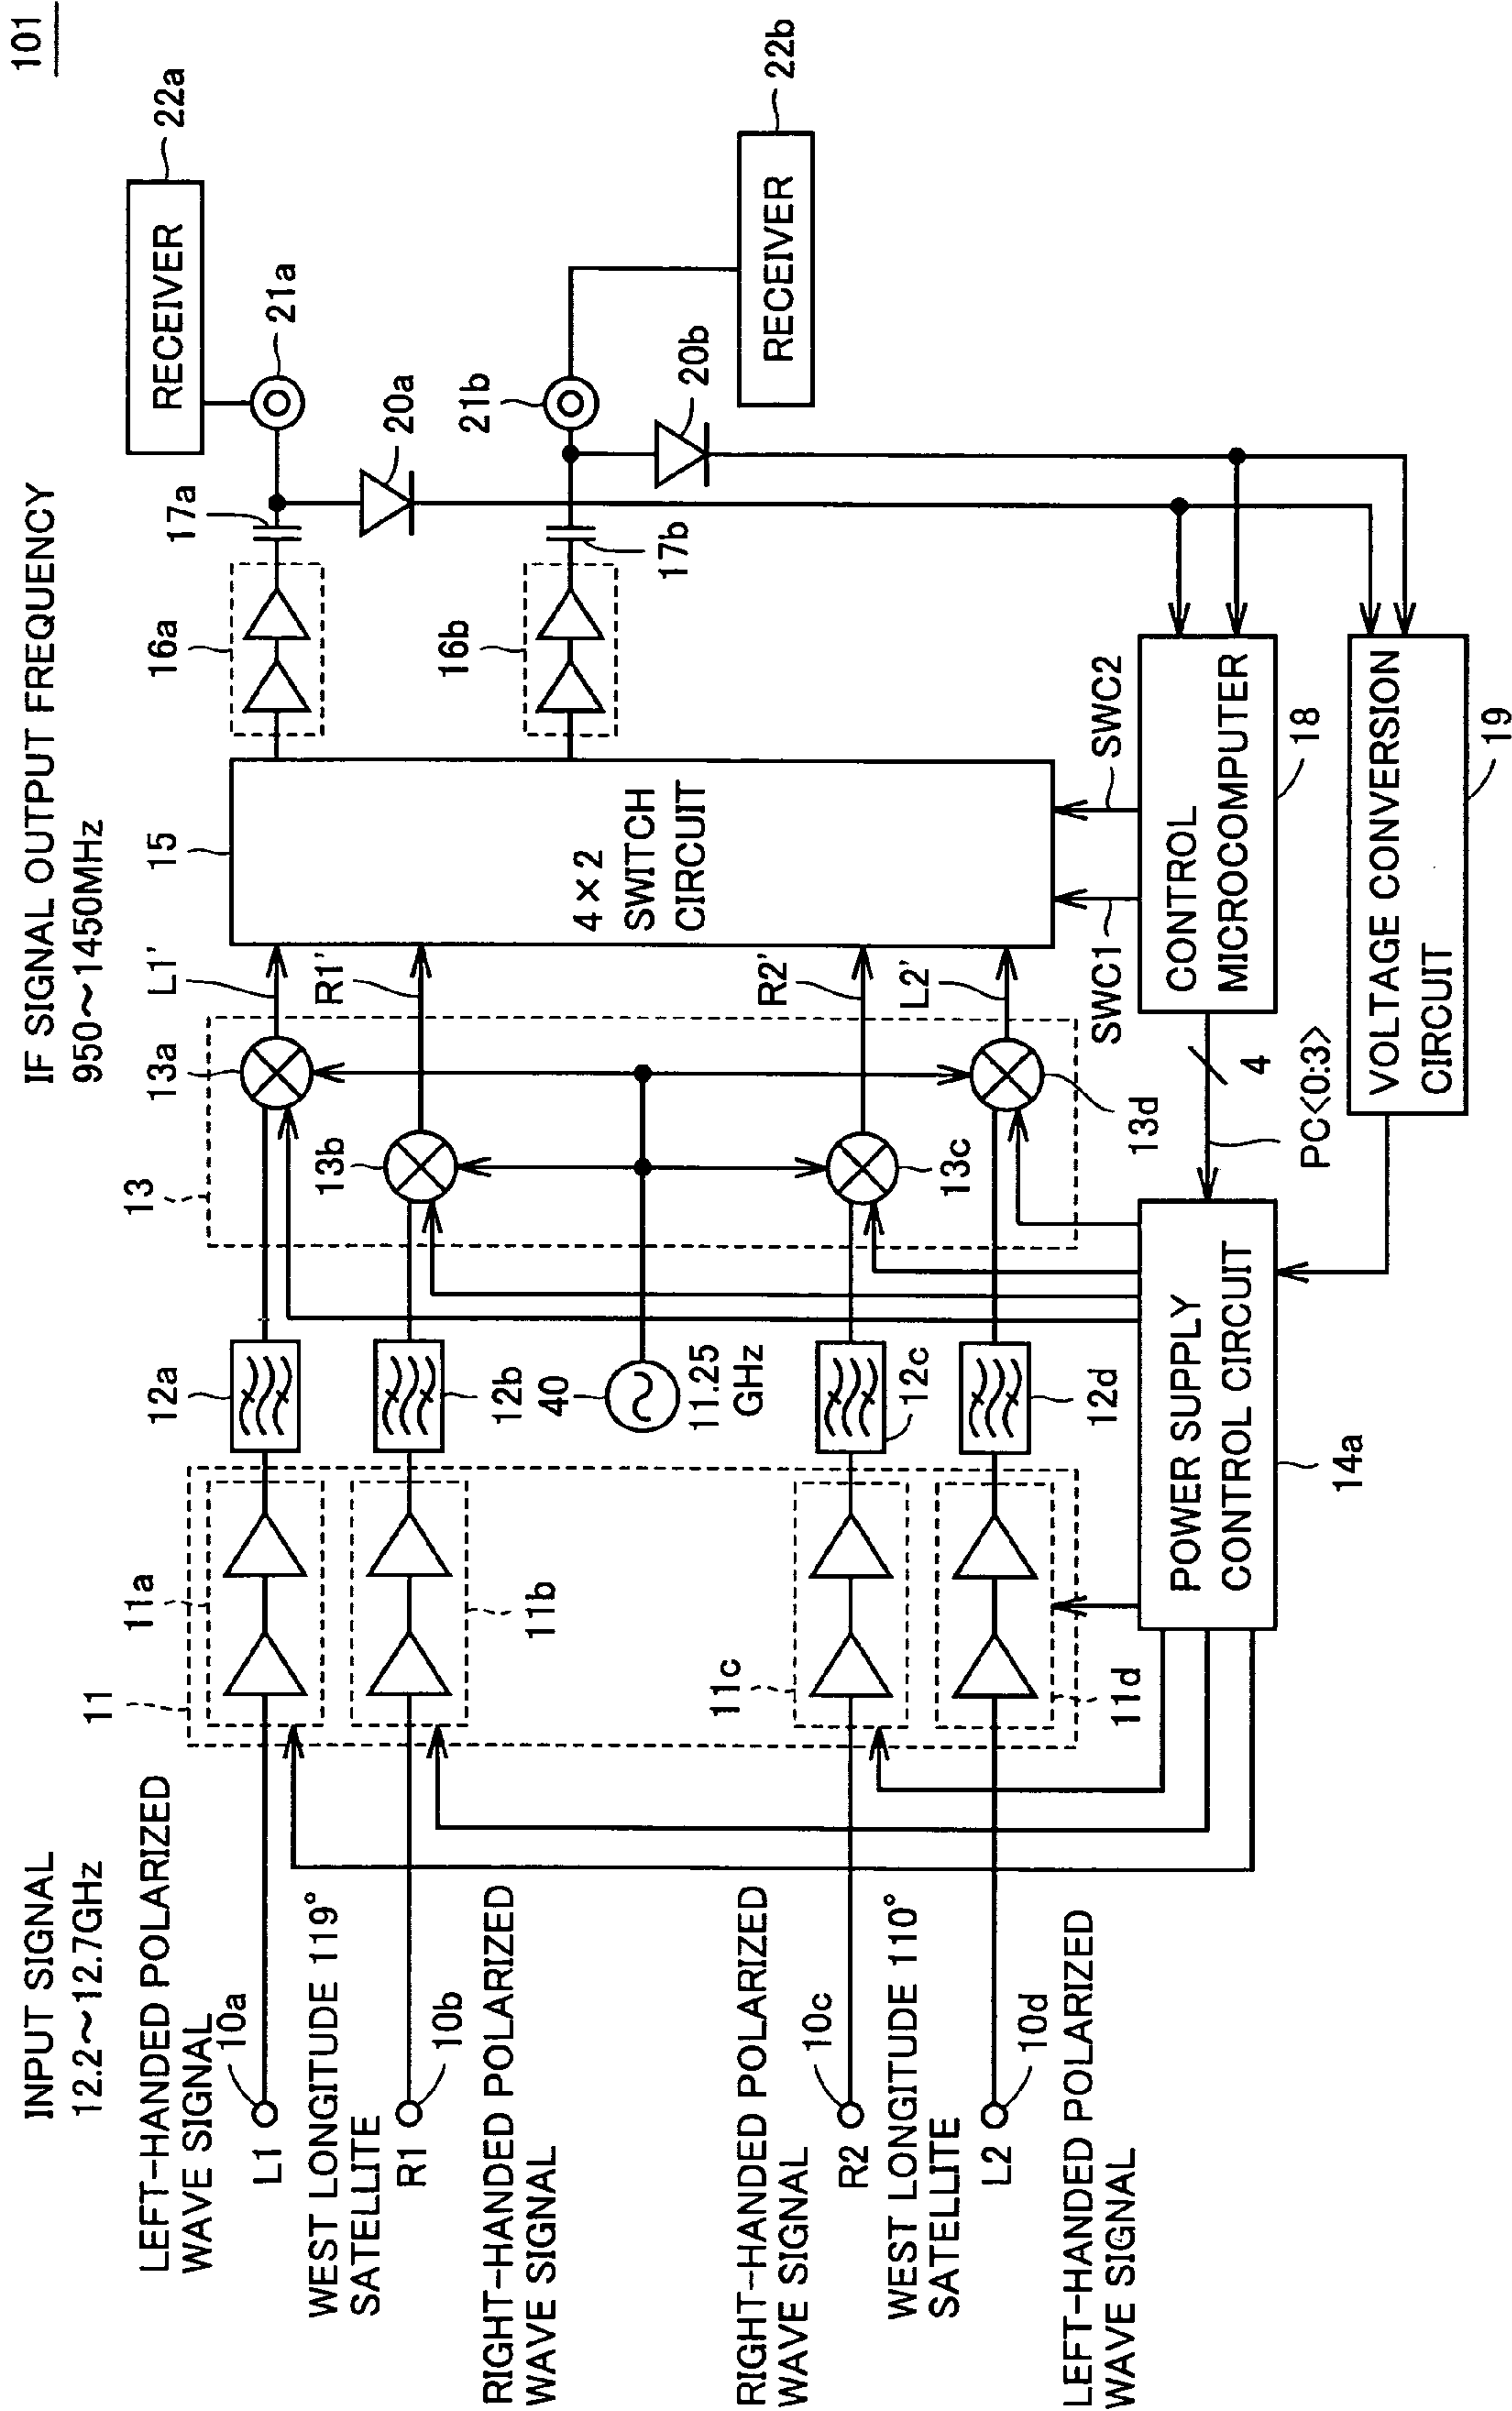 101
INPUT SIGNAL
12.2~12.7GHz
IF SIGNAL OUTPUT FREQUENCY
950~1450MHz
LEFT-HANDED POLARIZED
WAVE SIGNAL
L1
10a
WEST LONGITUDE 119°
SATELLITE
R1
10b
RIGHT-HANDED POLARIZED
WAVE SIGNAL
RIGHT-HANDED POLARIZED
WAVE SIGNAL
R2
10c
WEST LONGITUDE 110°
SATELLITE
L2
10d
LEFT-HANDED POLARIZED
WAVE SIGNAL
11
11a
11b
11c
11d
12a
12b
40
11.25
GHz
12c
12d
13
13a
13b
13c
13d
L1'
R1'
R2'
L2'
15
4×2
SWITCH
CIRCUIT
16a
16b
17a
17b
20a
20b
21a
21b
RECEIVER
22a
RECEIVER
22b
SWC1
SWC2
POWER SUPPLY
CONTROL CIRCUIT
14a
4
PC<0:3>
CONTROL
MICROCOMPUTER
18
VOLTAGE CONVERSION
CIRCUIT
19